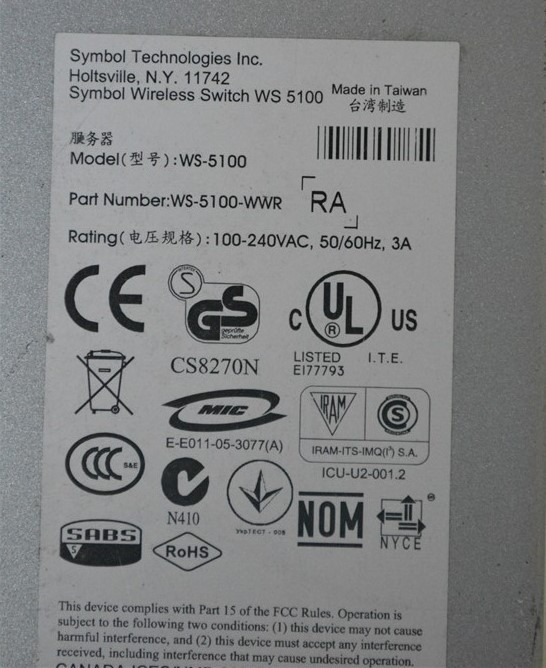 Symbol Technologies Inc.
Holtsville, N.Y. 11742
Symbol Wireless Switch WS 5100
Made in Taiwan
台湾制造
服务器
Model(型号):WS-5100
Part Number:WS-5100-WWR
RA
Rating(电压规格):100-240VAC, 50/60Hz, 3A
CE
S
GS
geprüfte
Sicherheit
C UL US
®
LISTED I.T.E.
E177793
CS8270N
MIC
E-E011-05-3077(A)
IRAM
S
IRAM-ITS-IMQ(I³) S.A.
ICU-U2-001.2
CCC S&E
N410
NOM
NYCE
SABS
S
RoHS
This device complies with Part 15 of the FCC Rules. Operation is
subject to the following two conditions: (1) this device may not cause
harmful interference, and (2) this device must accept any interference
received, including interference that may cause undesired operation.